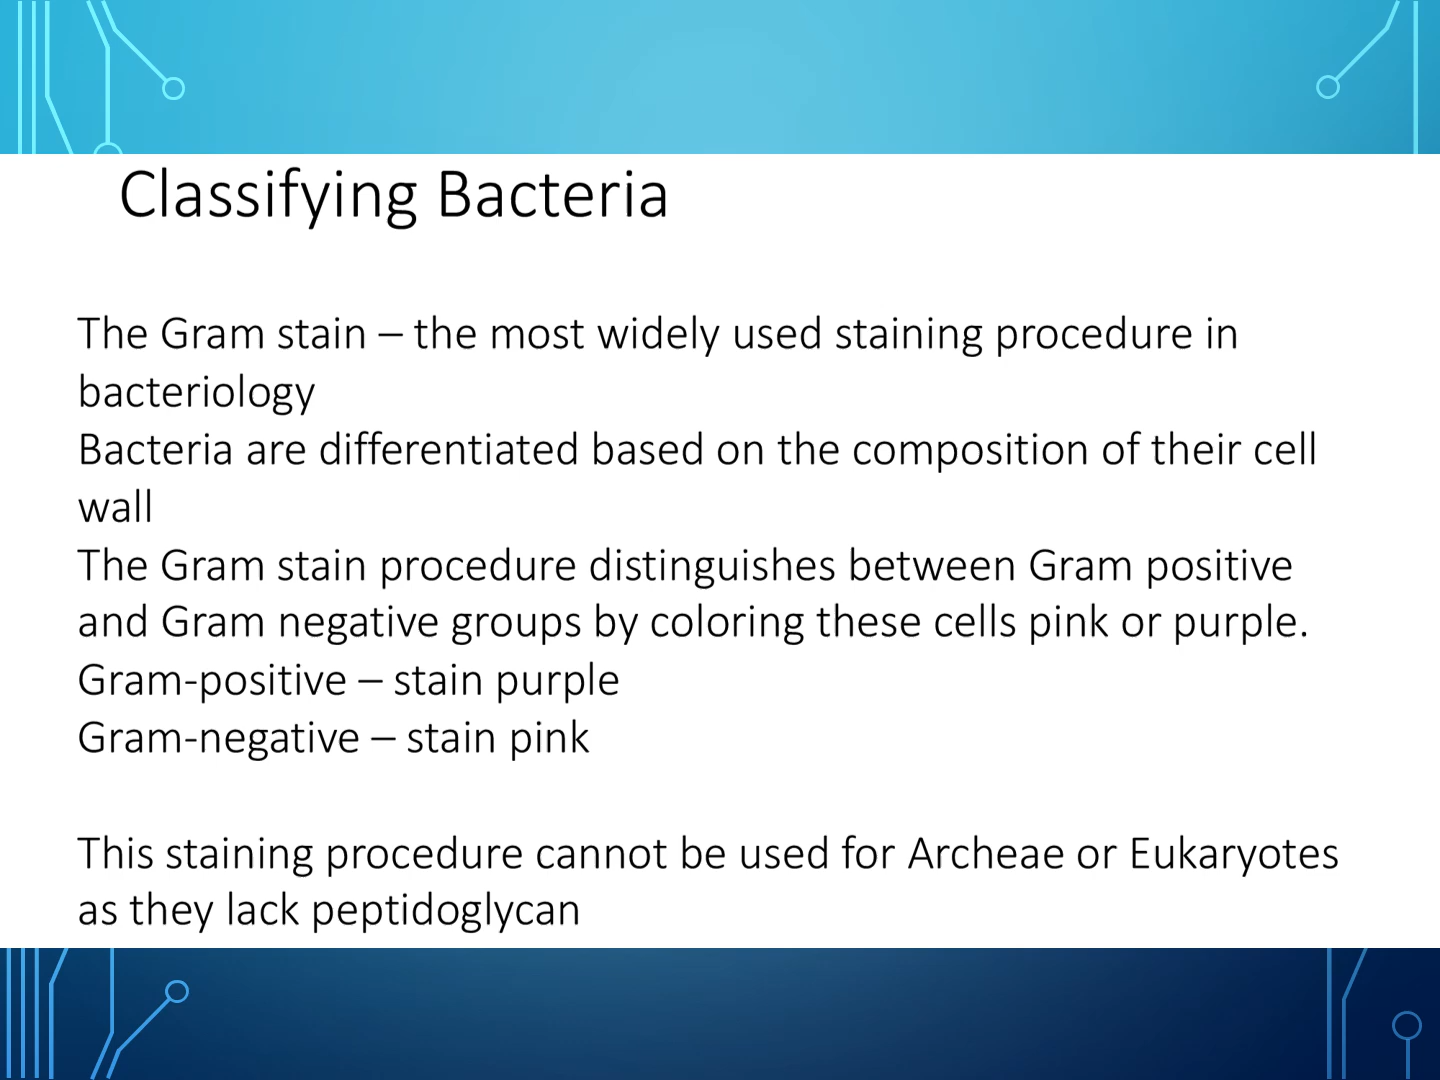 Classifying Bacteria
The Gram stain – the most widely used staining procedure in
bacteriology
Bacteria are differentiated based on the composition of their cell
wall
The Gram stain procedure distinguishes between Gram positive
and Gram negative groups by coloring these cells pink or purple.
Gram-positive – stain purple
Gram-negative – stain pink
This staining procedure cannot be used for Archeae or Eukaryotes
as they lack peptidoglycan